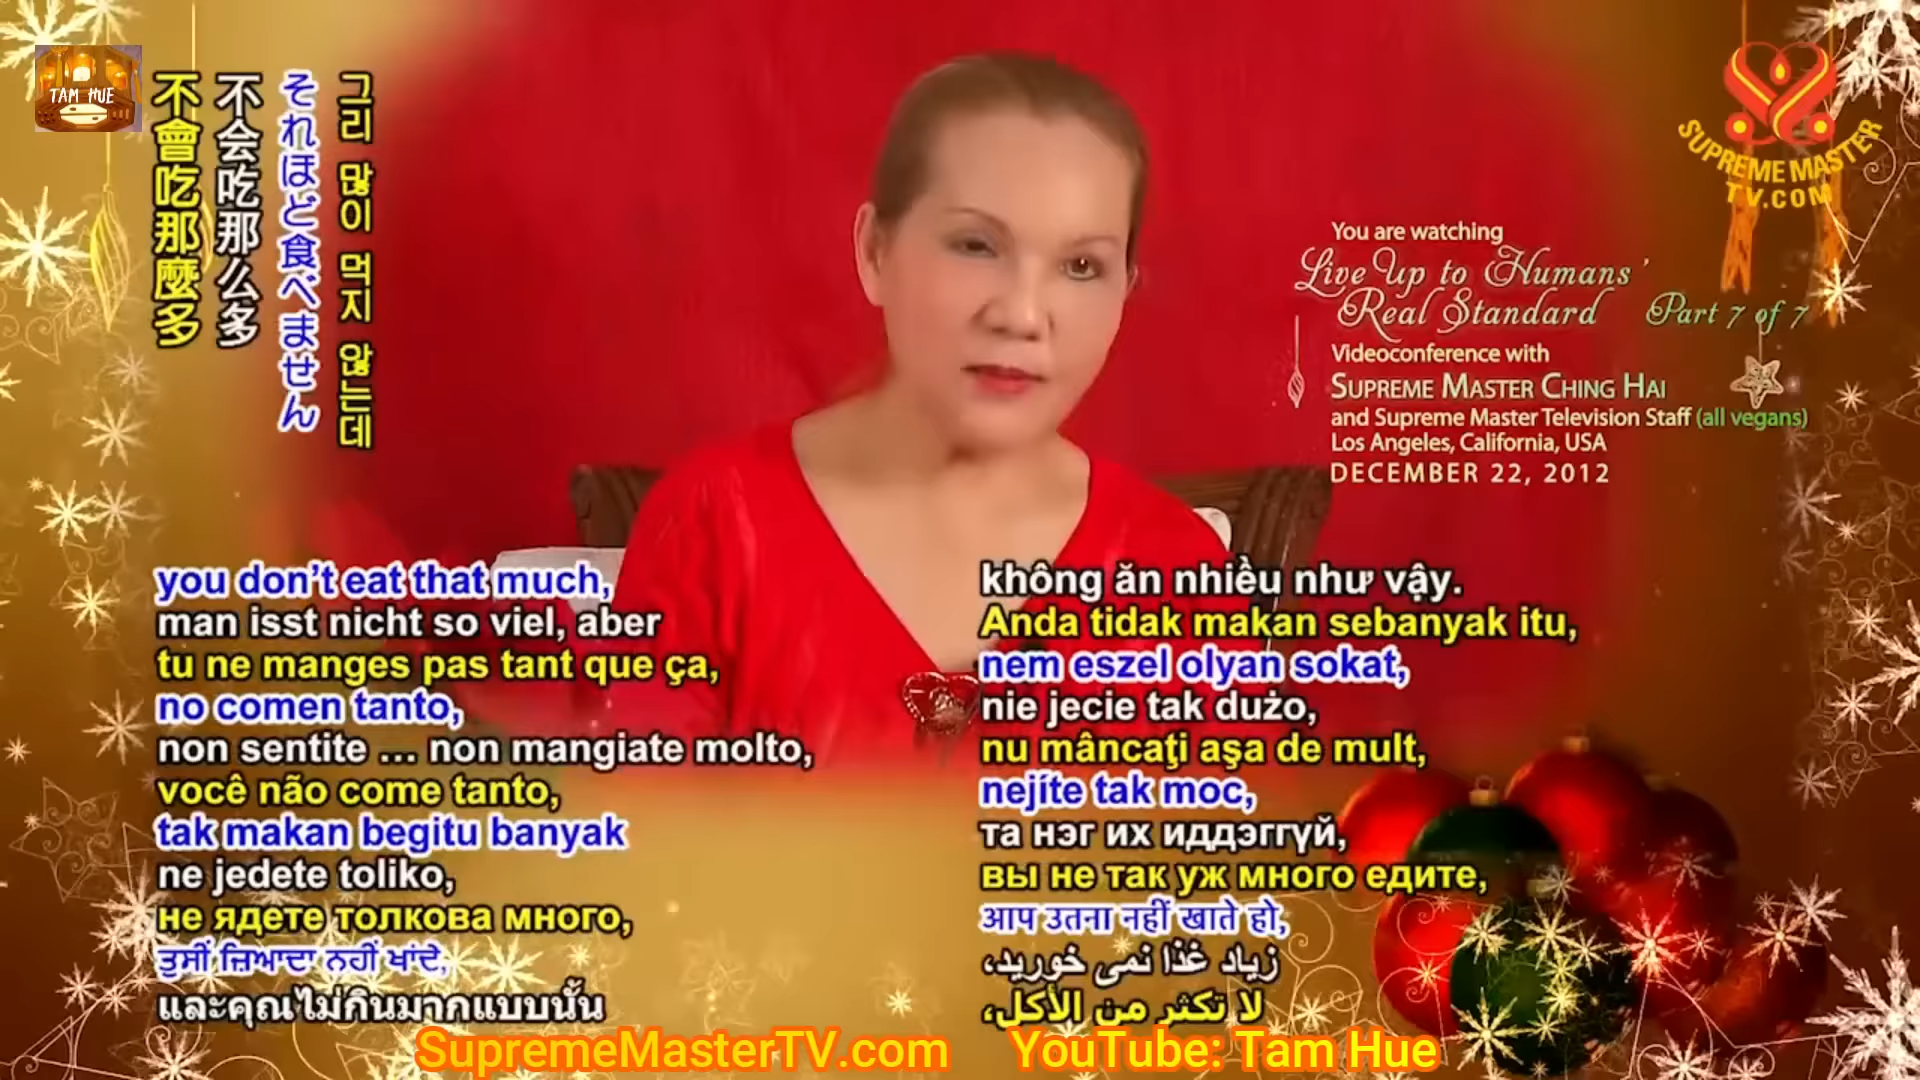 TAM HUE
不會吃那麼多
不会吃那么多
それほど食べません
그리 많이 먹지 않는데
SUPREME MASTER
TV.COM
You are watching
Live Up to Humans'
Real Standard Part 7 of 7
Videoconference with
SUPREME MASTER CHING HAI
and Supreme Master Television Staff (all vegans)
Los Angeles, California, USA
DECEMBER 22, 2012
you don't eat that much,
man isst nicht so viel, aber
tu ne manges pas tant que ça,
no comen tanto,
non sentite ... non mangiate molto,
você não come tanto,
tak makan begitu banyak
ne jedete toliko,
не ядете толкова много,
ਤੁਸੀਂ ਜ਼ਿਆਦਾ ਨਹੀਂ ਖਾਂਦੇ,
และคุณไม่กินมากแบบนั้น
không ăn nhiều như vậy.
Anda tidak makan sebanyak itu,
nem eszel olyan sokat,
nie jecie tak dużo,
nu mâncaţi aşa de mult,
nejíte tak moc,
та нэг их иддэггүй,
вы не так уж много едите,
आप उतना नहीं खाते हो,
زیاد غذا نمی خورید،
لا تكثر من الأكل،
SupremeMasterTV.com YouTube: Tâm Huệ